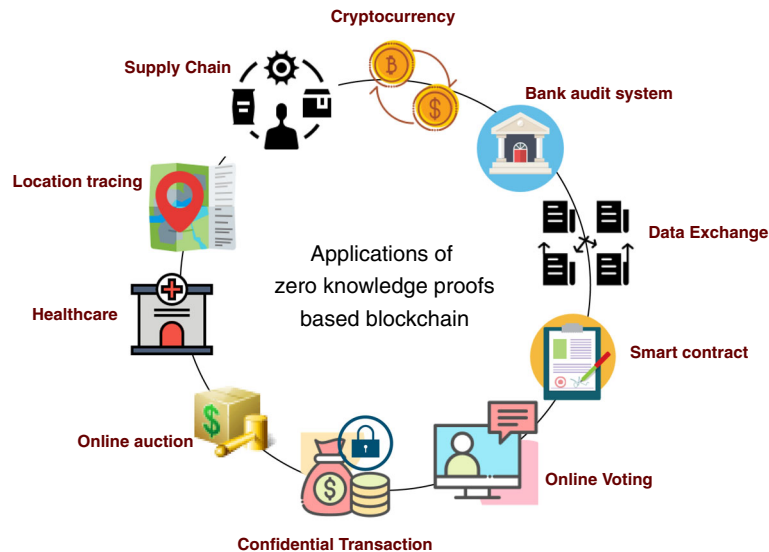 Cryptocurrency
Supply Chain
Bank audit system
Location tracing
Data Exchange
Applications of
zero knowledge proofs
based blockchain
Healthcare
Smart contract
Online auction
Online Voting
Confidential Transaction